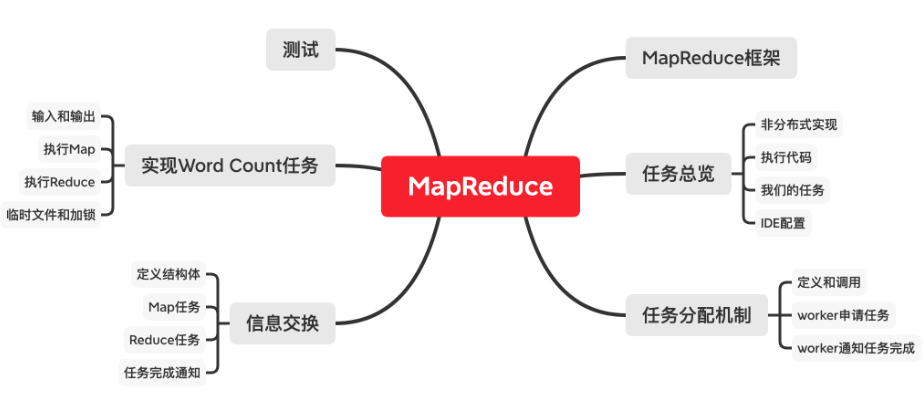 MapReduce
MapReduce框架
任务总览
非分布式实现
执行代码
我们的任务
IDE配置
任务分配机制
定义和调用
worker申请任务
worker通知任务完成
信息交换
定义结构体
Map任务
Reduce任务
任务完成通知
实现Word Count任务
输入和输出
执行Map
执行Reduce
临时文件和加锁
测试